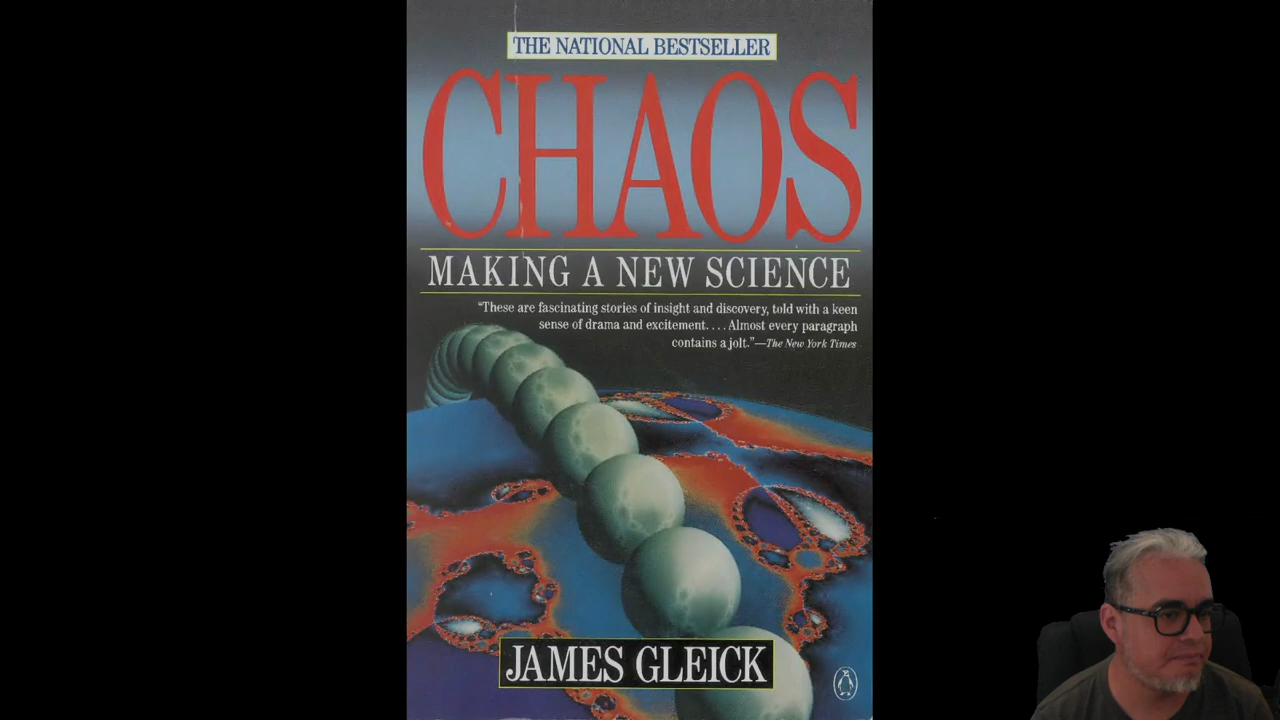 THE NATIONAL BESTSELLER
CHAOS
MAKING A NEW SCIENCE
“These are fascinating stories of insight and discovery, told with a keen
sense of drama and excitement. . . . Almost every paragraph
contains a jolt.”—The New York Times
JAMES GLEICK